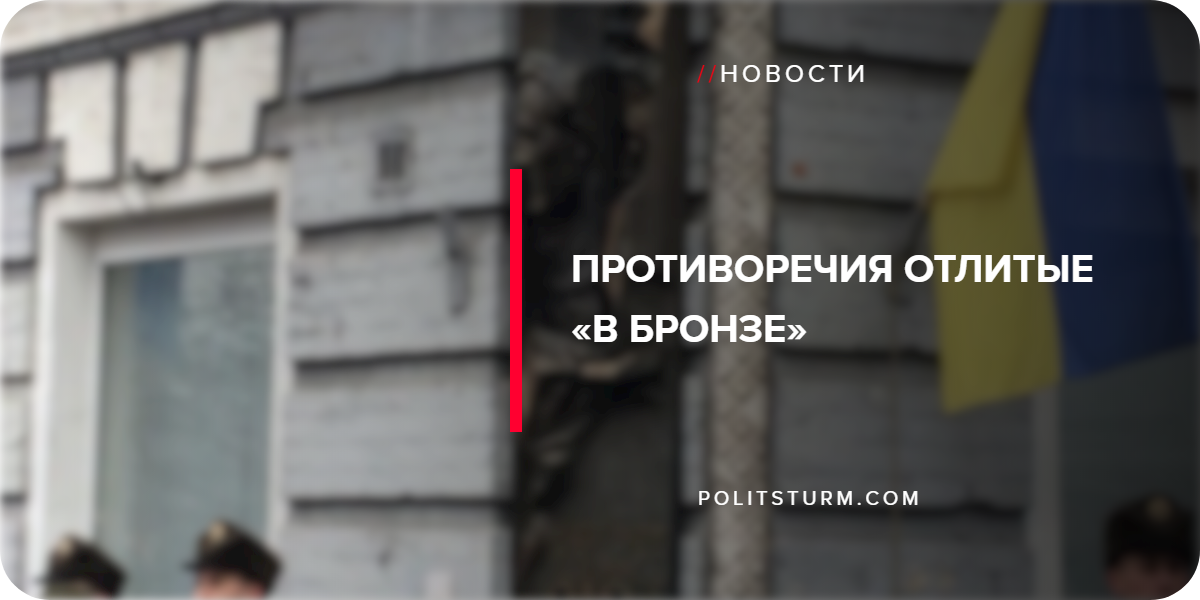 //НОВОСТИ
ПРОТИВОРЕЧИЯ ОТЛИТЫЕ
«В БРОНЗЕ»
POLITSTURM.COM